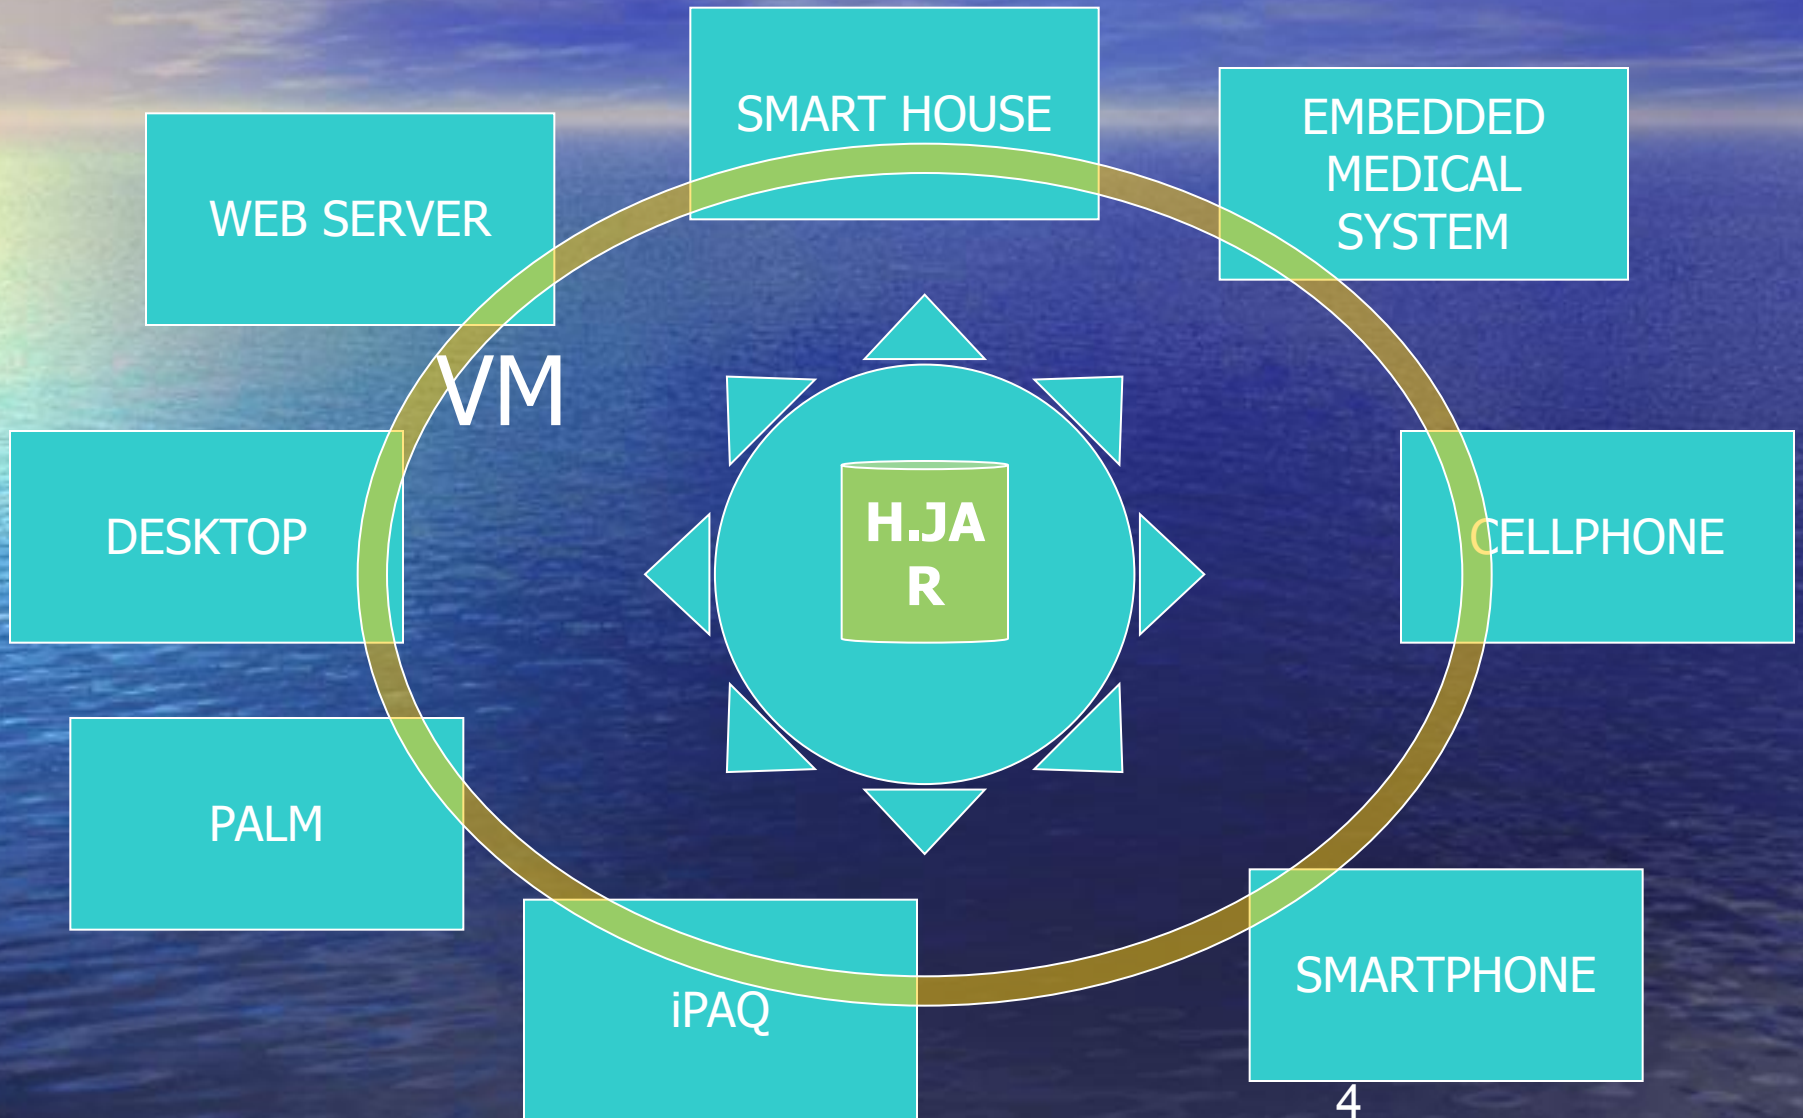 SMART HOUSE
EMBEDDED
MEDICAL
SYSTEM
WEB SERVER
VM
H.JA
R
DESKTOP
CELLPHONE
PALM
SMARTPHONE
iPAQ
4